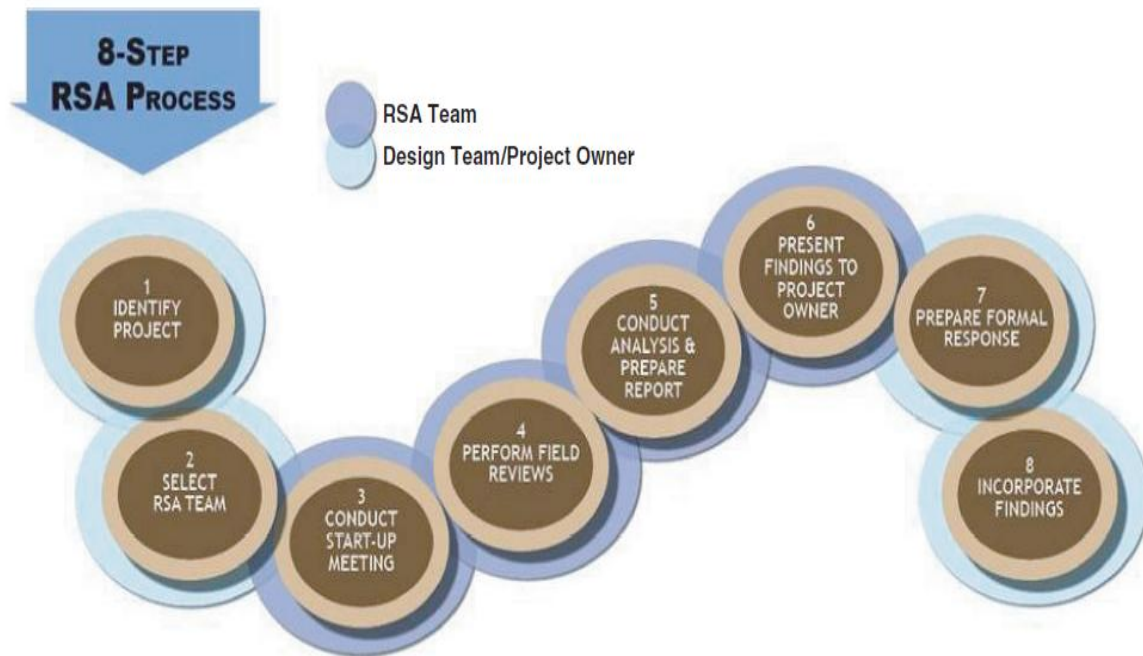 8-STEP
RSA PROCESS
RSA Team
Design Team/Project Owner
1
IDENTIFY
PROJECT
2
SELECT
RSA TEAM
3
CONDUCT
START-UP
MEETING
4
PERFORM FIELD
REVIEWS
5
CONDUCT
ANALYSIS &
PREPARE
REPORT
6
PRESENT
FINDINGS TO
PROJECT
OWNER
7
PREPARE FORMAL
RESPONSE
8
INCORPORATE
FINDINGS